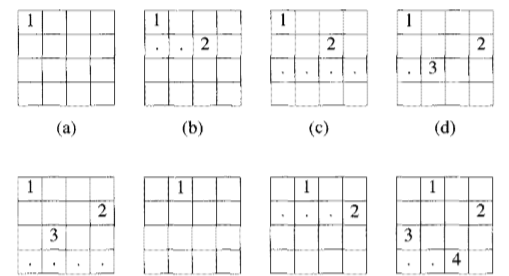 1 1 1 1
. . 2 2 2
. . . . . 3
(a) (b) (c) (d)
1 1 1 1
2 . . . 2 2
3 3
. . . . . . 4